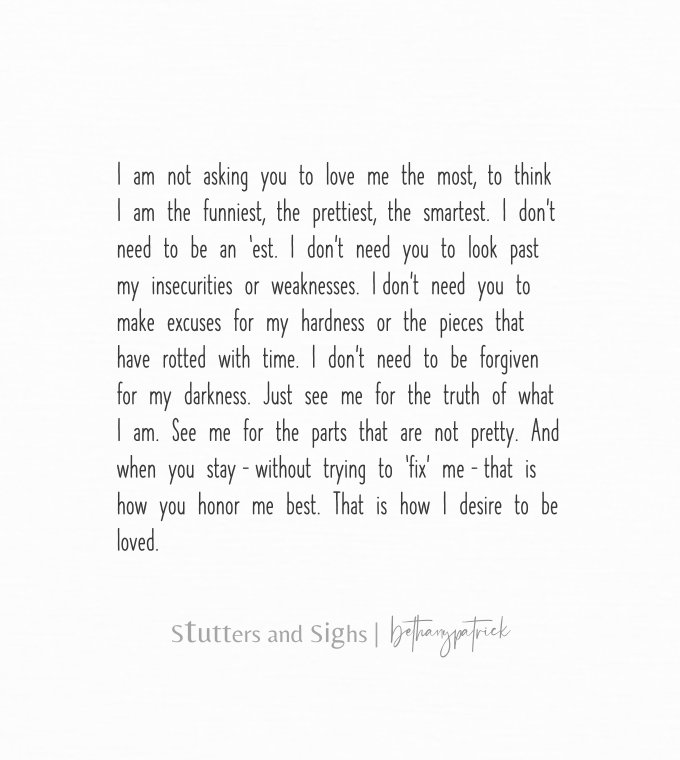 I am not asking you to love me the most, to think
I am the funniest, the prettiest, the smartest. I don't
need to be an 'est. I don't need you to look past
my insecurities or weaknesses. I don't need you to
make excuses for my hardness or the pieces that
have rotted with time. I don't need to be forgiven
for my darkness. Just see me for the truth of what
I am. See me for the parts that are not pretty. And
when you stay - without trying to 'fix' me - that is
how you honor me best. That is how I desire to be
loved.
Stutters and Sighs | bethanypatrick